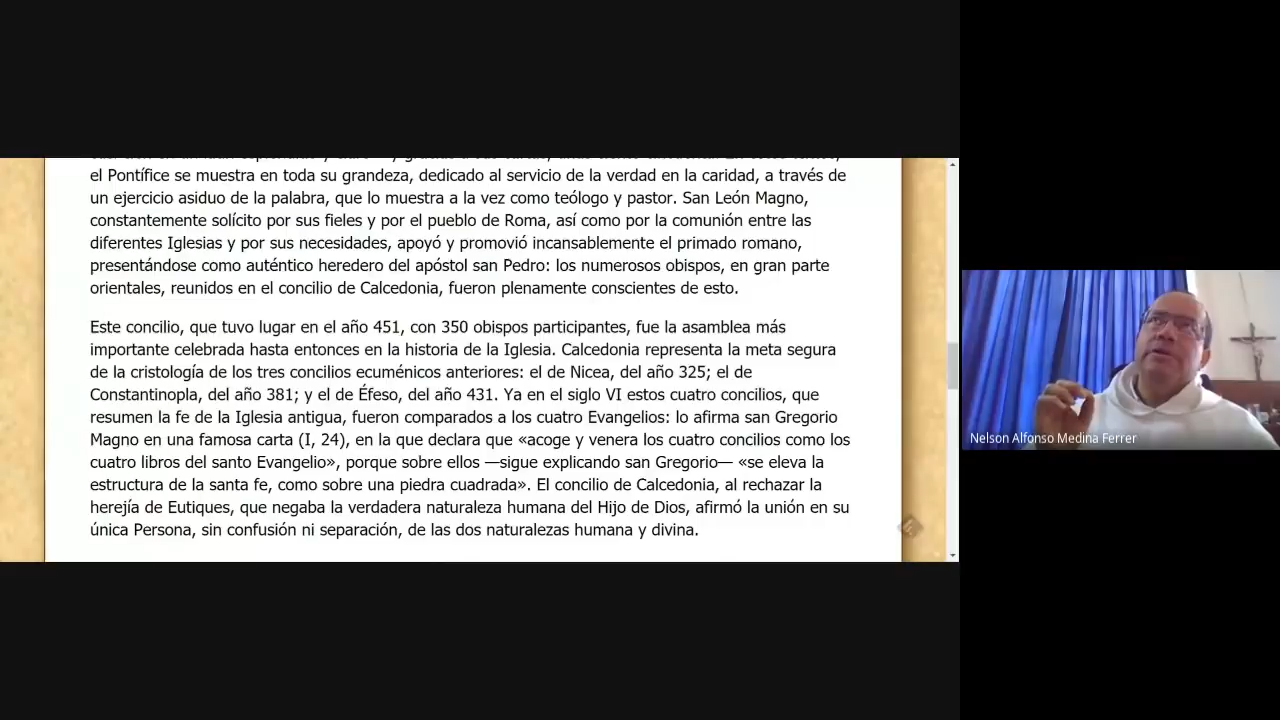 el Pontífice se muestra en toda su grandeza, dedicado al servicio de la verdad en la caridad, a través de
un ejercicio asiduo de la palabra, que lo muestra a la vez como teólogo y pastor. San León Magno,
constantemente solícito por sus fieles y por el pueblo de Roma, así como por la comunión entre las
diferentes Iglesias y por sus necesidades, apoyó y promovió incansablemente el primado romano,
presentándose como auténtico heredero del apóstol san Pedro: los numerosos obispos, en gran parte
orientales, reunidos en el concilio de Calcedonia, fueron plenamente conscientes de esto.
Este concilio, que tuvo lugar en el año 451, con 350 obispos participantes, fue la asamblea más
importante celebrada hasta entonces en la historia de la Iglesia. Calcedonia representa la meta segura
de la cristología de los tres concilios ecuménicos anteriores: el de Nicea, del año 325; el de
Constantinopla, del año 381; y el de Éfeso, del año 431. Ya en el siglo VI estos cuatro concilios, que
resumen la fe de la Iglesia antigua, fueron comparados a los cuatro Evangelios: lo afirma san Gregorio
Magno en una famosa carta (I, 24), en la que declara que «acoge y venera los cuatro concilios como los
cuatro libros del santo Evangelio», porque sobre ellos —sigue explicando san Gregorio— «se eleva la
estructura de la santa fe, como sobre una piedra cuadrada». El concilio de Calcedonia, al rechazar la
herejía de Eutiques, que negaba la verdadera naturaleza humana del Hijo de Dios, afirmó la unión en su
única Persona, sin confusión ni separación, de las dos naturalezas humana y divina.
Nelson Alfonso Medina Ferrer